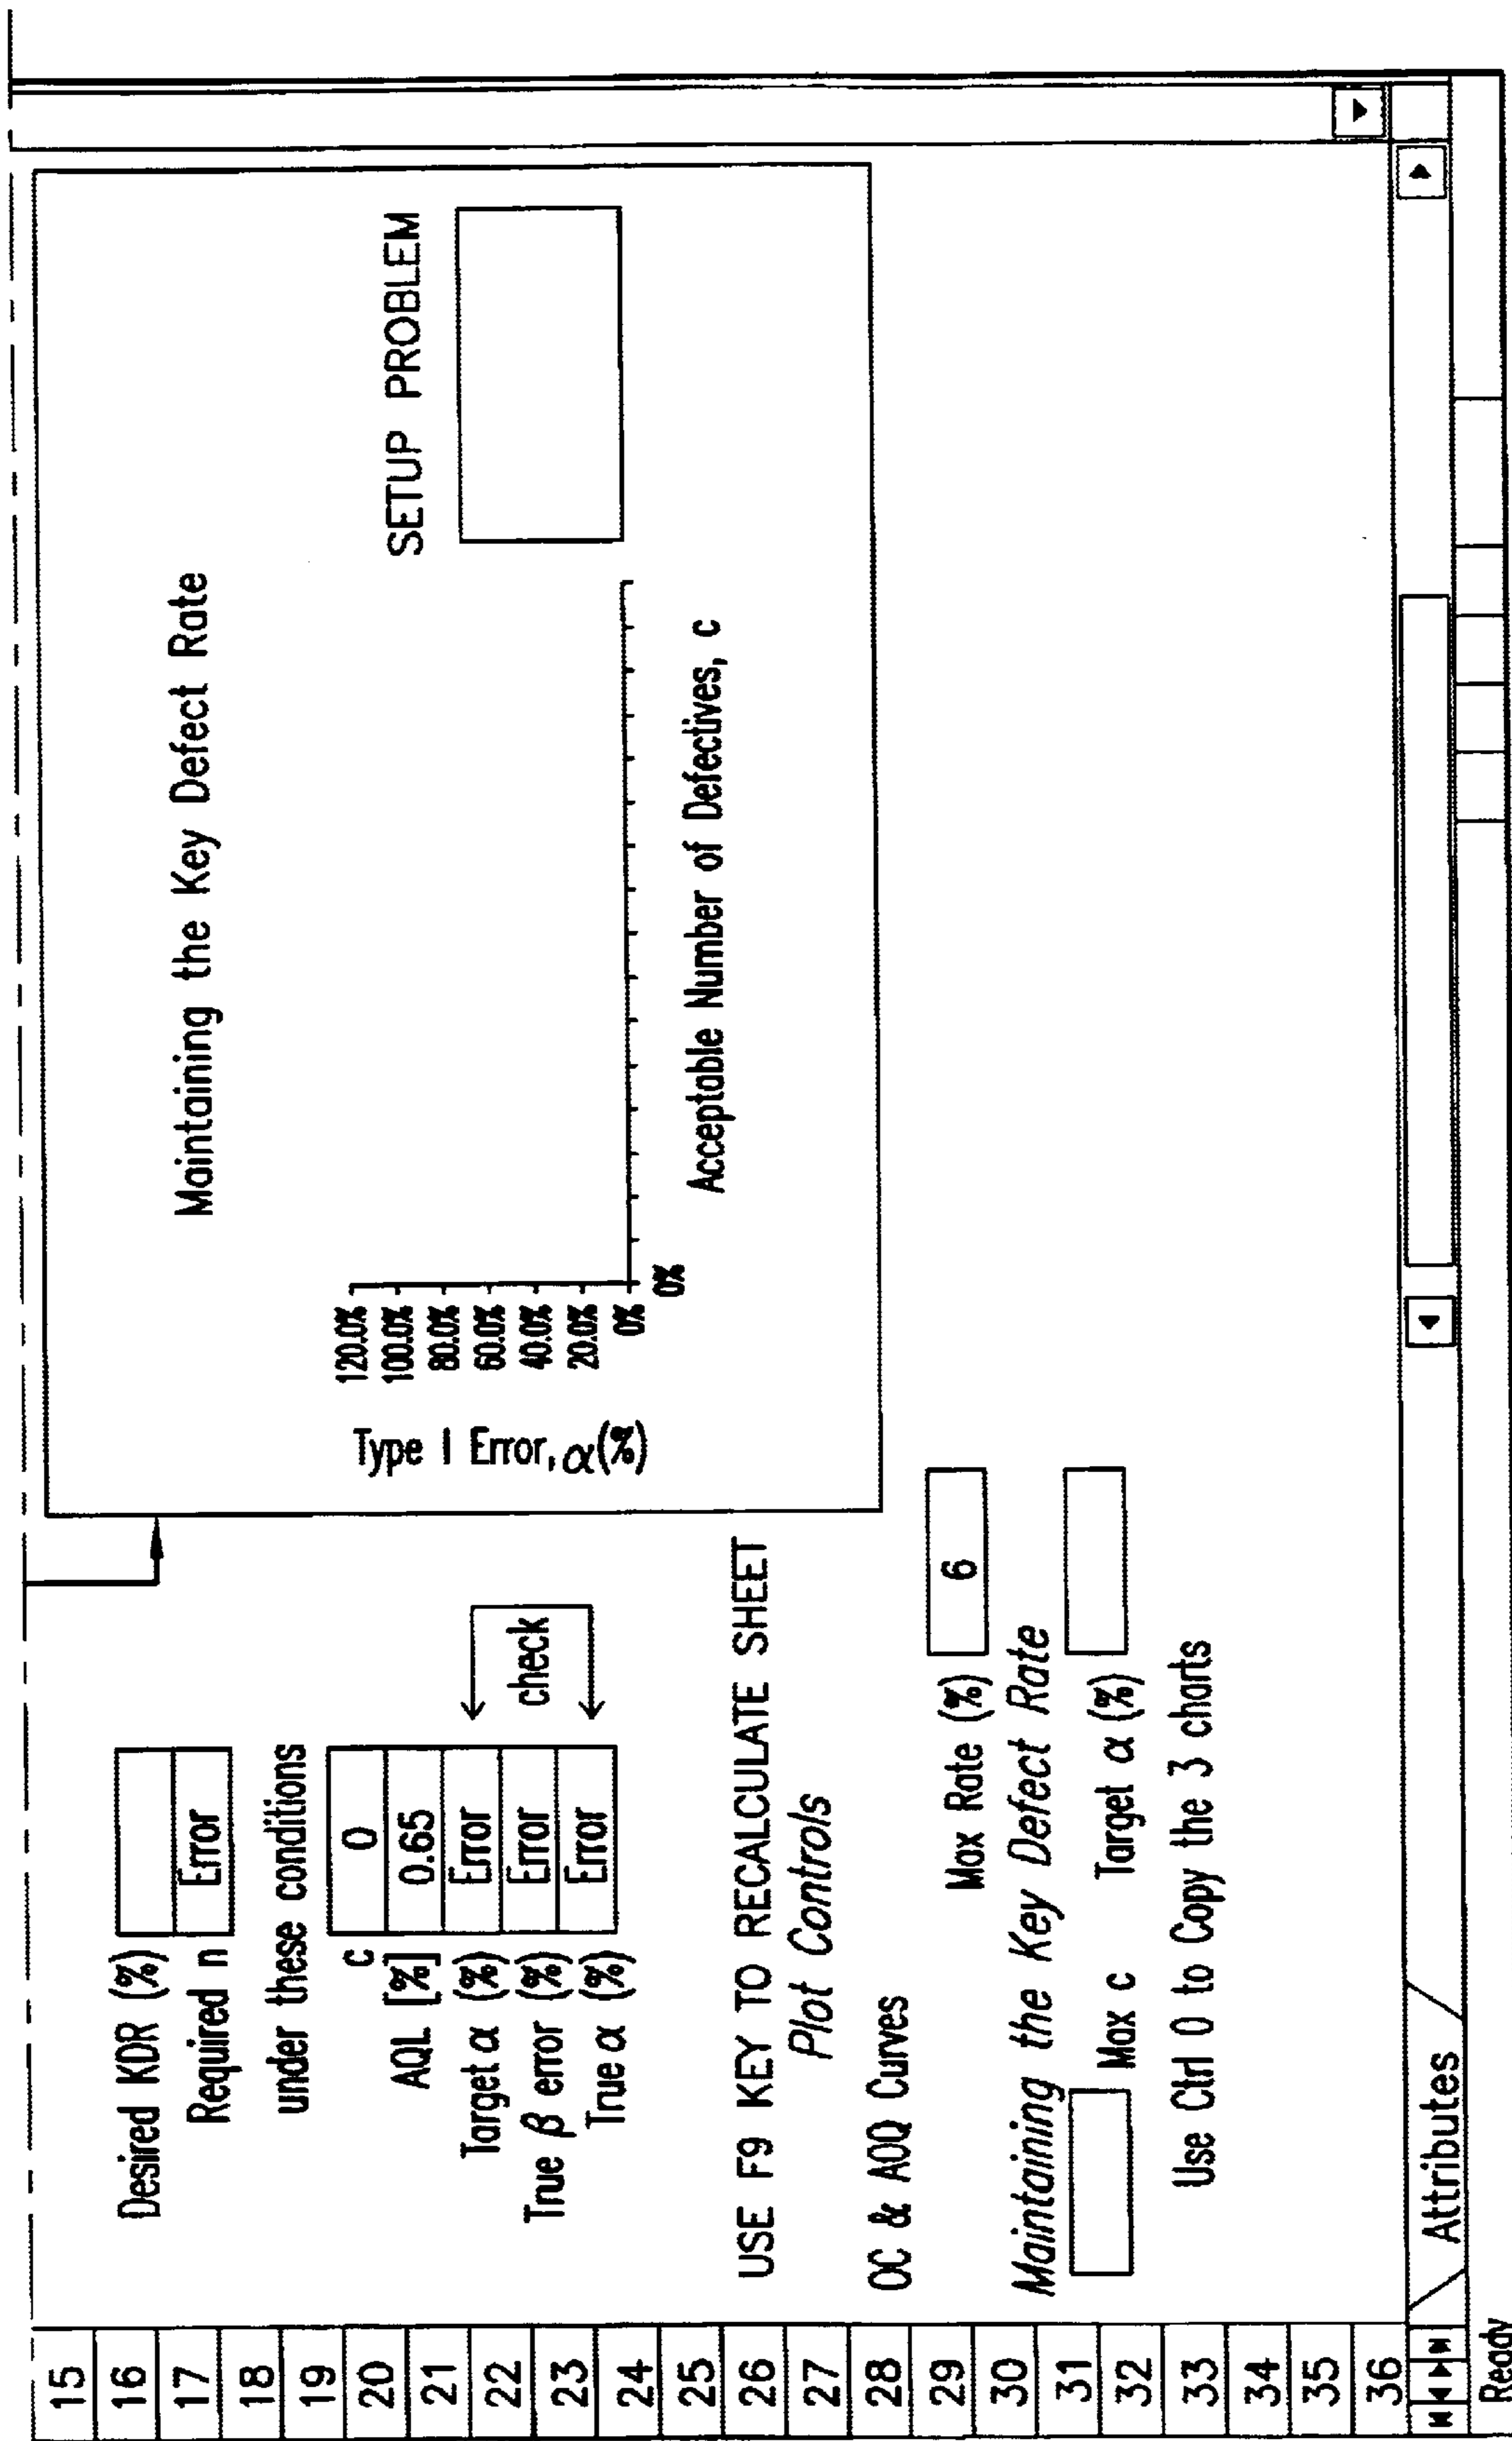 15
16
17
18
19
20
21
22
23
24
25
26
27
28
29
30
31
32
33
34
35
36
Desired KDR (%)
Required n Error
under these conditions
c 0
AQL [%] 0.65
Target α (%) Error
True β error (%) Error
True α (%) Error
check
USE F9 KEY TO RECALCULATE SHEET
Plot Controls
OC & AOQ Curves
Max Rate (%) 6
Maintaining the Key Defect Rate
Max c Target α (%)
Use Ctrl O to Copy the 3 charts
Maintaining the Key Defect Rate
Type I Error, α(%)
120.0%
100.0%
80.0%
60.0%
40.0%
20.0%
0%
0%
Acceptable Number of Defectives, c
SETUP PROBLEM
Attributes
Ready